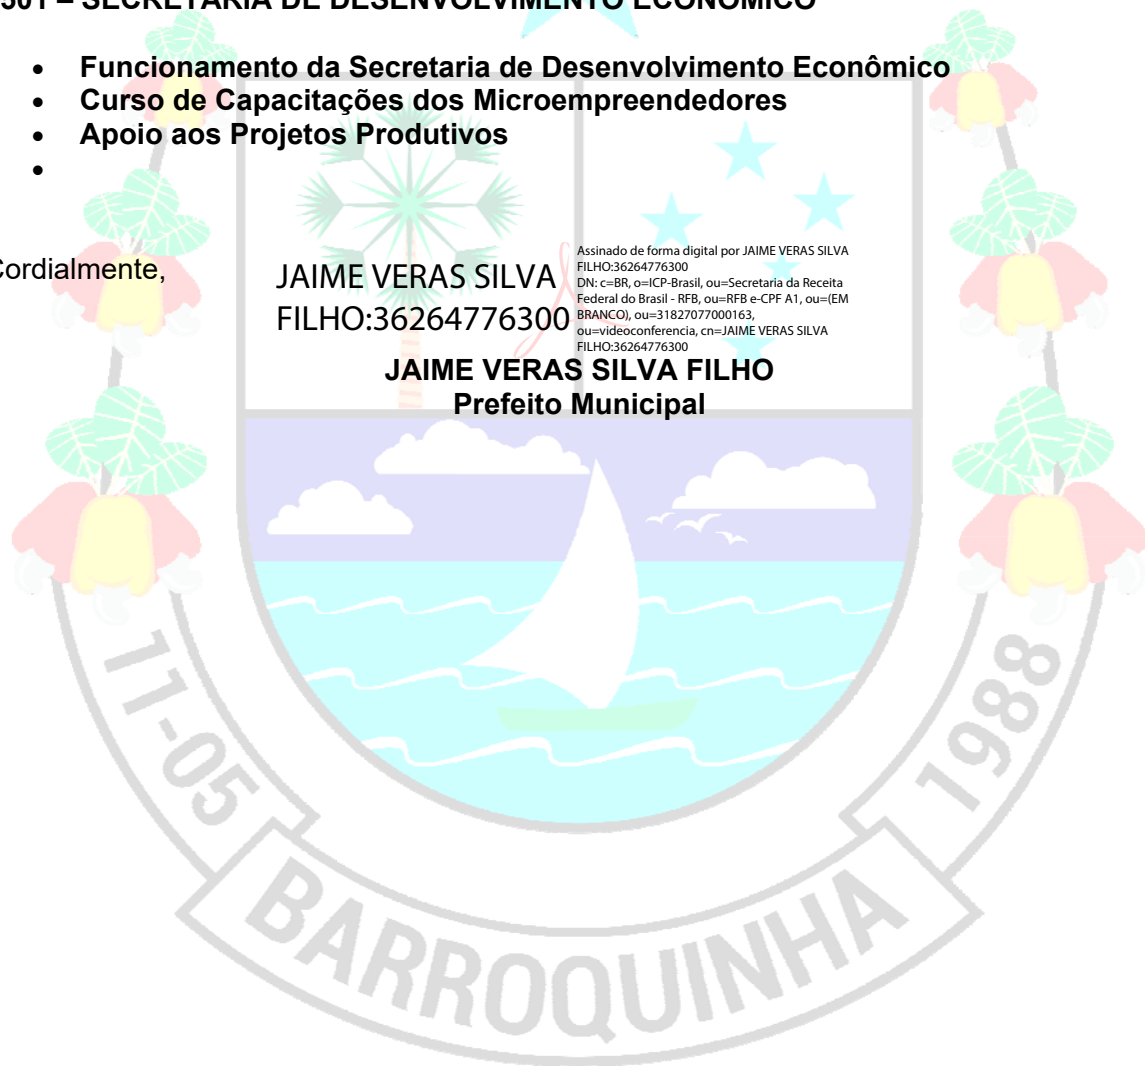 501 – SECRETARIA DE DESENVOLVIMENTO ECONÔMICO
• Funcionamento da Secretaria de Desenvolvimento Econômico
• Curso de Capacitações dos Microempreendedores
• Apoio aos Projetos Produtivos
•
Cordialmente,
JAIME VERAS SILVA
FILHO:36264776300
Assinado de forma digital por JAIME VERAS SILVA
FILHO:36264776300
DN: c=BR, o=ICP-Brasil, ou=Secretaria da Receita
Federal do Brasil - RFB, ou=RFB e-CPF A1, ou=(EM
BRANCO), ou=31827077000163,
ou=videoconferencia, cn=JAIME VERAS SILVA
FILHO:36264776300
JAIME VERAS SILVA FILHO
Prefeito Municipal
11-05
1988
BARROQUINHA